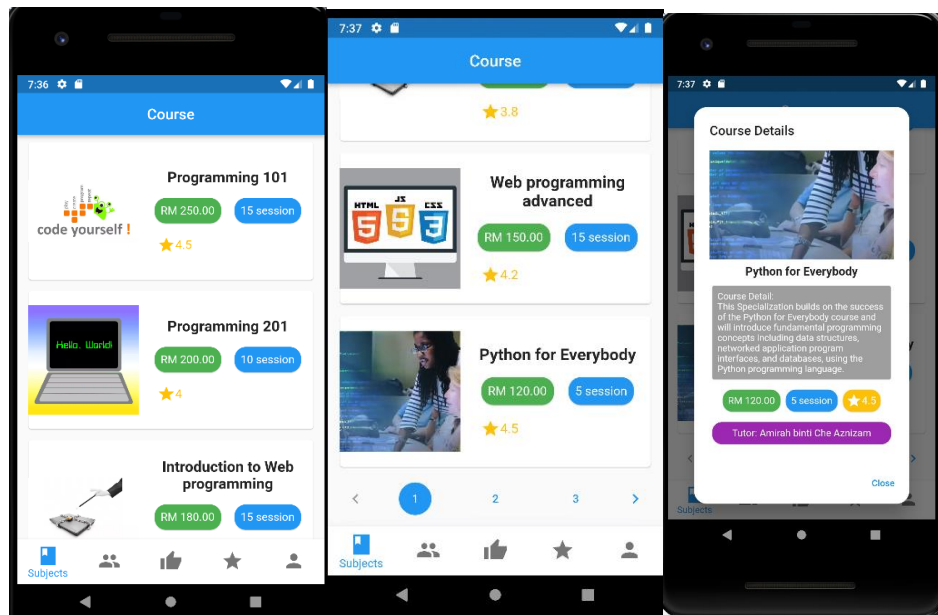 7:36
Course
Programming 101
code yourself !
RM 250.00
15 session
4.5
Programming 201
Hello, World!
RM 200.00
10 session
4
Introduction to Web
programming
RM 180.00
15 session
Subjects
7:37
Course
3.8
Web programming
advanced
HTML
JS
CSS
5
5
3
RM 150.00
15 session
4.2
Python for Everybody
RM 120.00
5 session
4.5
1
2
3
Subjects
7:37
Course Details
Python for Everybody
Course Detail:
This Specialization builds on the success
of the Python for Everybody course and
will introduce fundamental programming
concepts including data structures,
networked application program
interfaces, and databases, using the
Python programming language.
RM 120.00
5 session
4.5
Tutor: Amirah binti Che Aznizam
Close
Subjects